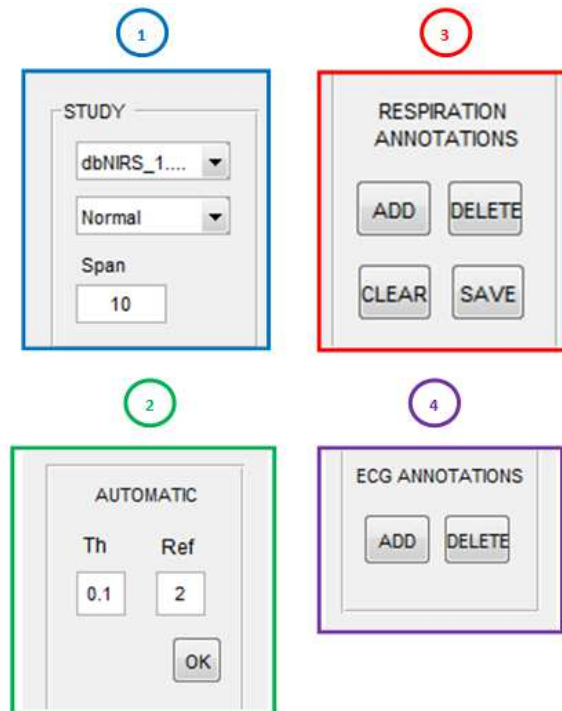 1
STUDY
dbNIRS_1....
Normal
Span
10
3
RESPIRATION
ANNOTATIONS
ADD DELETE
CLEAR SAVE
2
AUTOMATIC
Th Ref
0.1 2
OK
4
ECG ANNOTATIONS
ADD DELETE